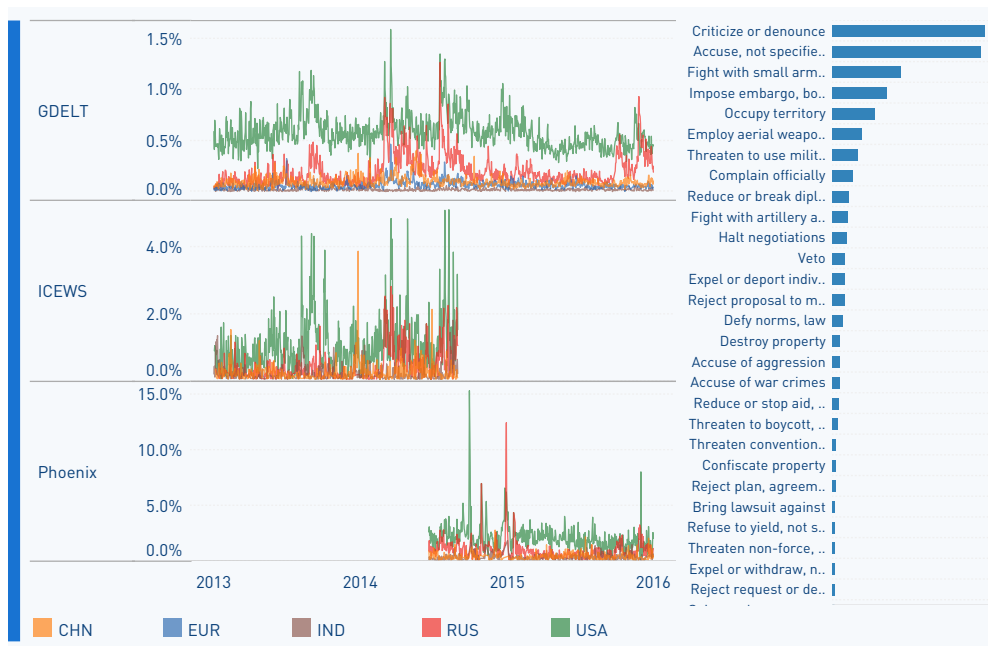 GDELT
1.5%
1.0%
0.5%
0.0%
ICEWS
4.0%
2.0%
0.0%
Phoenix
15.0%
10.0%
5.0%
0.0%
2013 2014 2015 2016
CHN EUR IND RUS USA
Criticize or denounce
Accuse, not specifie..
Fight with small arm..
Impose embargo, bo..
Occupy territory
Employ aerial weapo..
Threaten to use milit..
Complain officially
Reduce or break dipl..
Fight with artillery a..
Halt negotiations
Veto
Expel or deport indiv..
Reject proposal to m..
Defy norms, law
Destroy property
Accuse of aggression
Accuse of war crimes
Reduce or stop aid, ..
Threaten to boycott, ..
Threaten convention..
Confiscate property
Reject plan, agreem..
Bring lawsuit against
Refuse to yield, not s..
Threaten non-force, ..
Expel or withdraw, n..
Reject request or de..